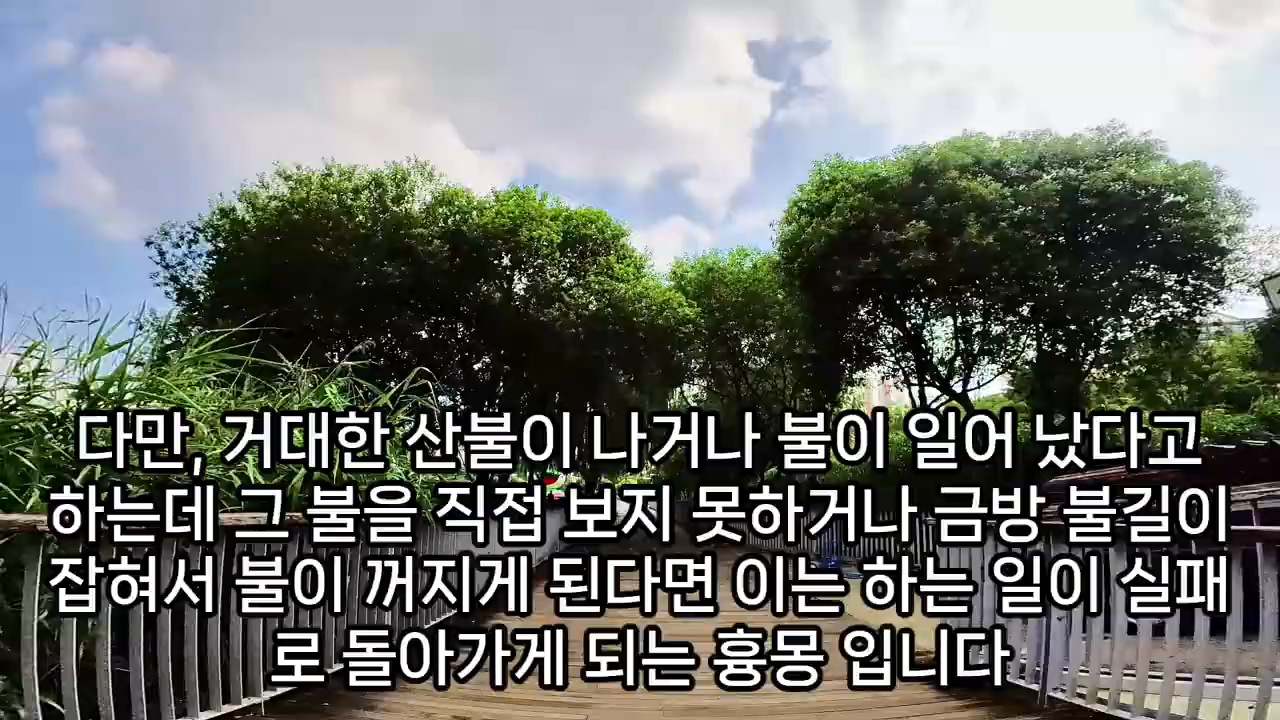 다만, 거대한 산불이 나거나 불이 일어 났다고
하는데 그 불을 직접 보지 못하거나 금방 불길이
잡혀서 불이 꺼지게 된다면 이는 하는 일이 실패
로 돌아가게 되는 흉몽 입니다